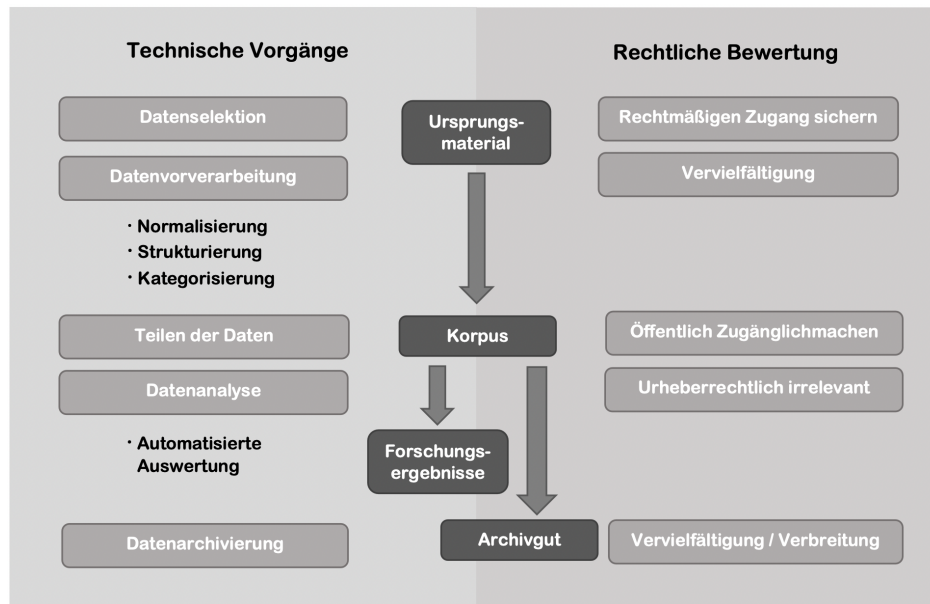 Technische Vorgänge
Rechtliche Bewertung
Datenselektion
Ursprungs-
material
Rechtmäßigen Zugang sichern
Datenvorverarbeitung
Vervielfältigung
· Normalisierung
· Strukturierung
· Kategorisierung
Teilen der Daten
Korpus
Öffentlich Zugänglichmachen
Datenanalyse
Urheberrechtlich irrelevant
· Automatisierte
Auswertung
Forschungs-
ergebnisse
Datenarchivierung
Archivgut
Vervielfältigung / Verbreitung